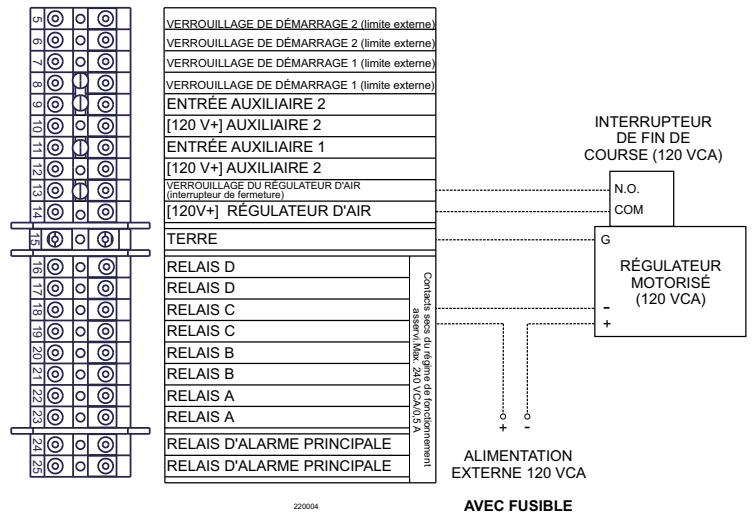 5 VERROUILLAGE DE DÉMARRAGE 2 (limite externe)
6 VERROUILLAGE DE DÉMARRAGE 2 (limite externe)
7 VERROUILLAGE DE DÉMARRAGE 1 (limite externe)
8 VERROUILLAGE DE DÉMARRAGE 1 (limite externe)
9 ENTRÉE AUXILIAIRE 2
10 [120 V+] AUXILIAIRE 2
11 ENTRÉE AUXILIAIRE 1
12 [120 V+] AUXILIAIRE 2
13 VERROUILLAGE DU RÉGULATEUR D'AIR
(interrupteur de fermeture)
14 [120V+] RÉGULATEUR D'AIR
15 TERRE
16 RELAIS D
17 RELAIS D
18 RELAIS C
19 RELAIS C
20 RELAIS B
21 RELAIS B
22 RELAIS A
23 RELAIS A
24 RELAIS D'ALARME PRINCIPALE
25 RELAIS D'ALARME PRINCIPALE
Contacts secs du régime de fonctionnement
asservi.Max. 240 VCA/0,5 A
INTERRUPTEUR
DE FIN DE
COURSE (120 VCA)
N.O.
COM
G
RÉGULATEUR
MOTORISÉ
(120 VCA)
-
+
+ -
ALIMENTATION
EXTERNE 120 VCA
AVEC FUSIBLE
220004